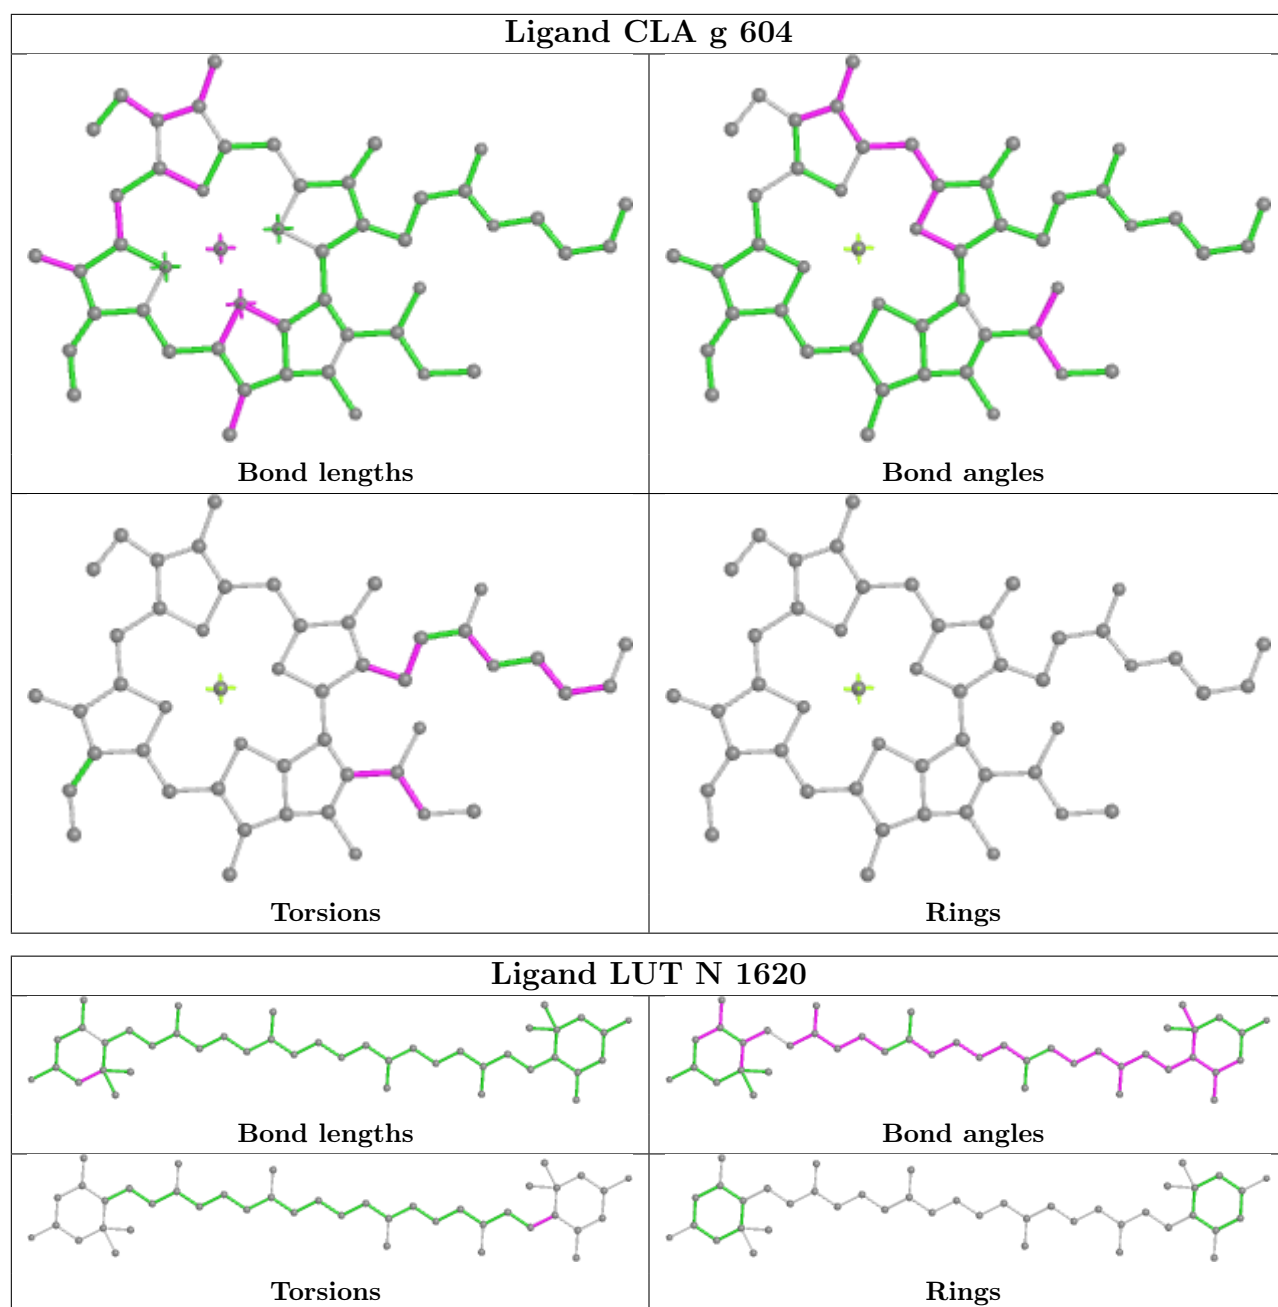 Ligand CLA g 604
Bond lengths
Bond angles
Torsions
Rings
Ligand LUT N 1620
Bond lengths
Bond angles
Torsions
Rings